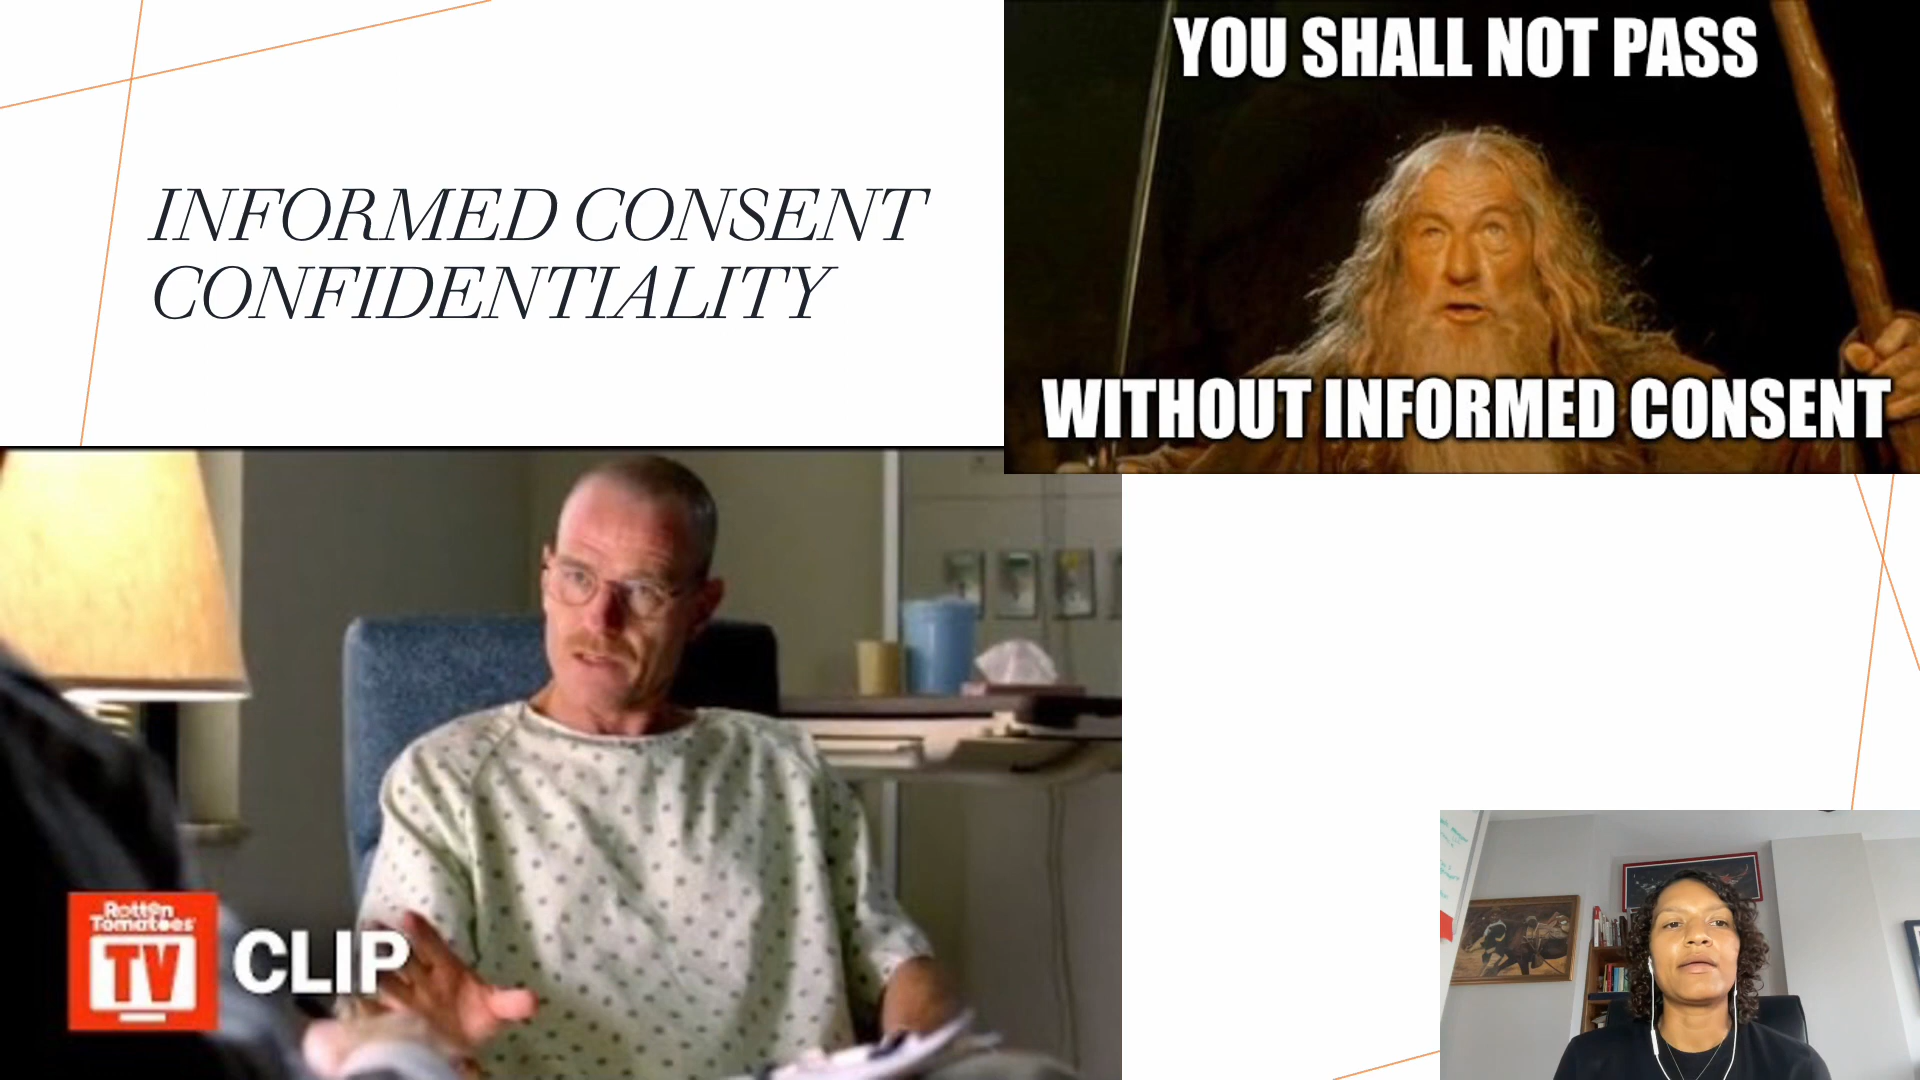 INFORMED CONSENT
CONFIDENTIALITY
YOU SHALL NOT PASS
WITHOUT INFORMED CONSENT
Rotten
Tomatoes
TV
CLIP